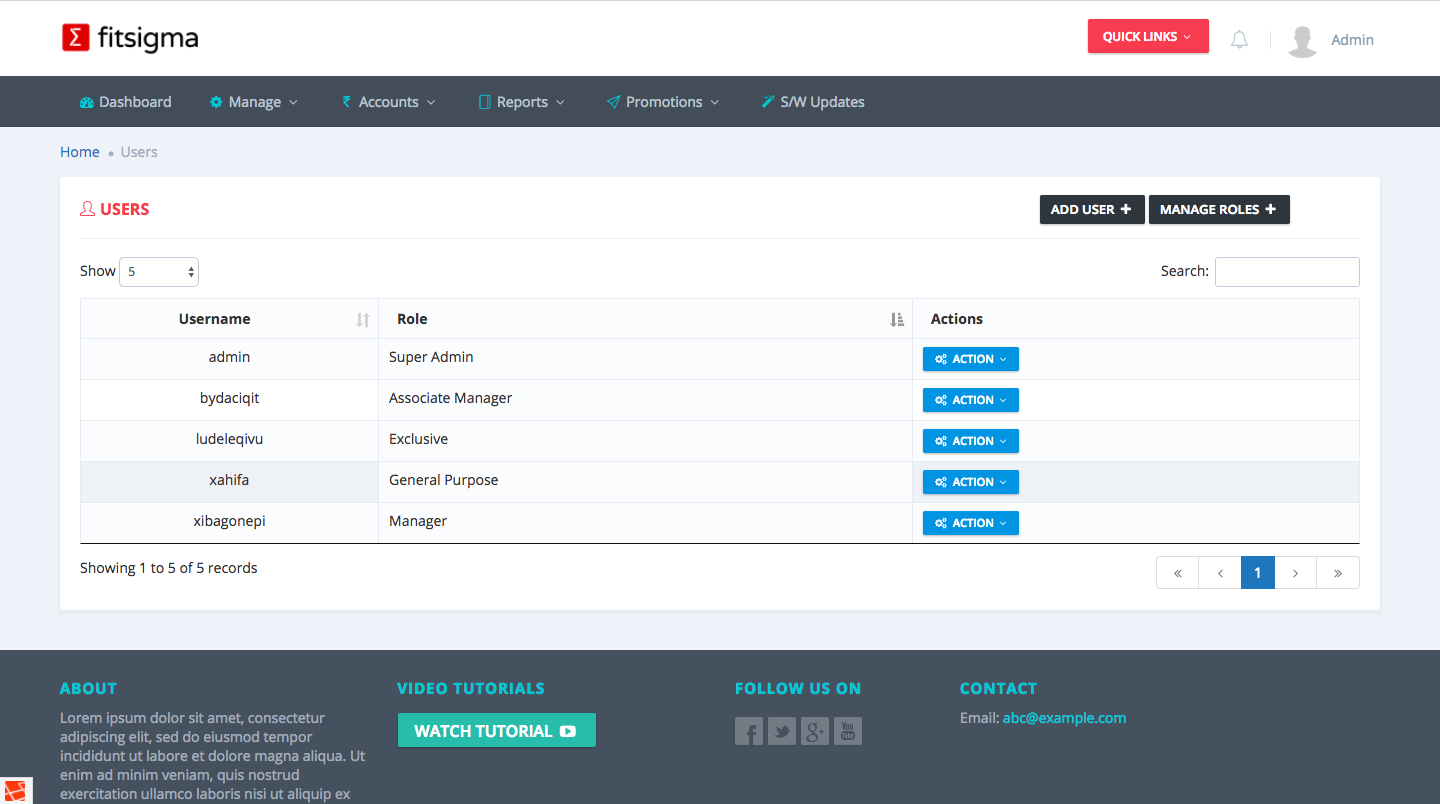 Σ fitsigma
QUICK LINKS
Admin
Dashboard Manage Accounts Reports Promotions S/W Updates
Home Users
USERS
ADD USER + MANAGE ROLES +
Show 5
Search:
Username Role Actions
admin Super Admin ACTION
bydaciqit Associate Manager ACTION
ludeleqivu Exclusive ACTION
xahifa General Purpose ACTION
xibagonepi Manager ACTION
Showing 1 to 5 of 5 records
« ‹ 1 › »
ABOUT
Lorem ipsum dolor sit amet, consectetur
adipiscing elit, sed do eiusmod tempor
incididunt ut labore et dolore magna aliqua. Ut
enim ad minim veniam, quis nostrud
exercitation ullamco laboris nisi ut aliquip ex
VIDEO TUTORIALS
WATCH TUTORIAL
FOLLOW US ON
f g+ You Tube
CONTACT
Email: abc@example.com